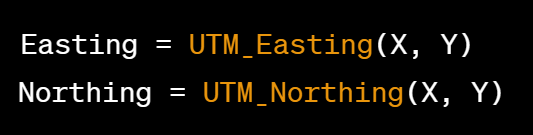 Easting = UTM_Easting(X, Y)
Northing = UTM_Northing(X, Y)